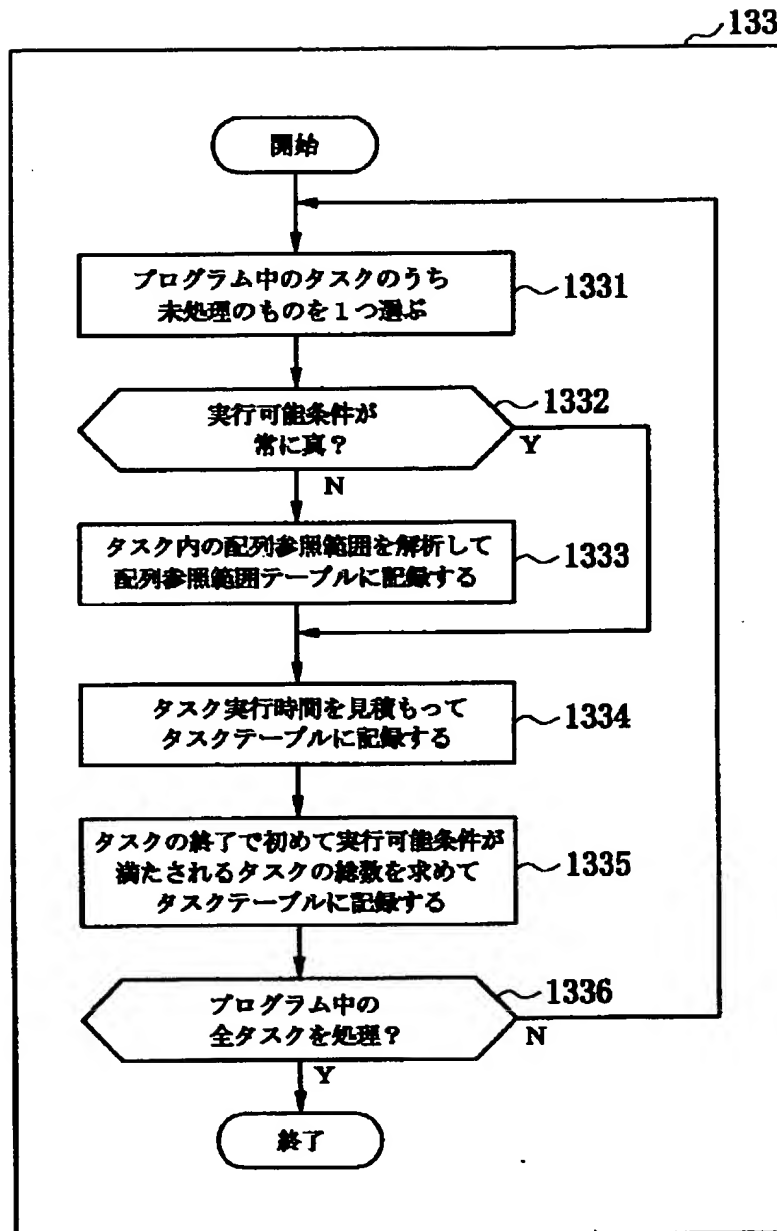 133
開始
プログラム中のタスクのうち
未処理のものを1つ選ぶ
1331
実行可能条件が
常に真?
1332
Y
N
タスク内の配列参照範囲を解析して
配列参照範囲テーブルに記録する
1333
タスク実行時間を見積もって
タスクテーブルに記録する
1334
タスクの終了で初めて実行可能条件が
満たされるタスクの総数を求めて
タスクテーブルに記録する
1335
プログラム中の
全タスクを処理?
1336
N
Y
終了